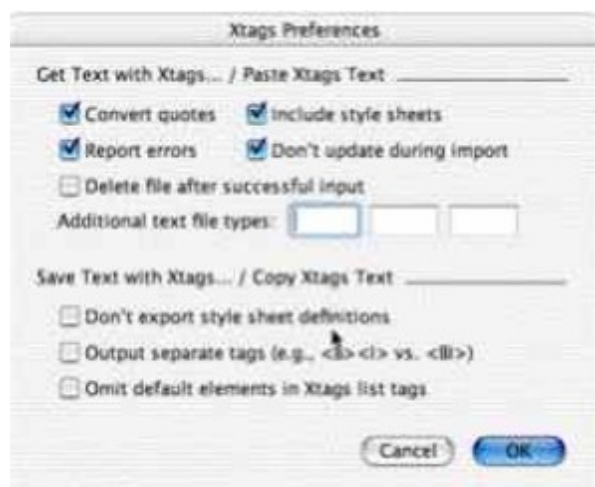 Xtags Preferences
Get Text with Xtags... / Paste Xtags Text
Convert quotes Include style sheets
Report errors Don't update during import
Delete file after successful input
Additional text file types:
Save Text with Xtags... / Copy Xtags Text
Don't export style sheet definitions
Output separate tags (e.g., <B><I> vs. <BI>)
Omit default elements in Xtags list tags
Cancel OK